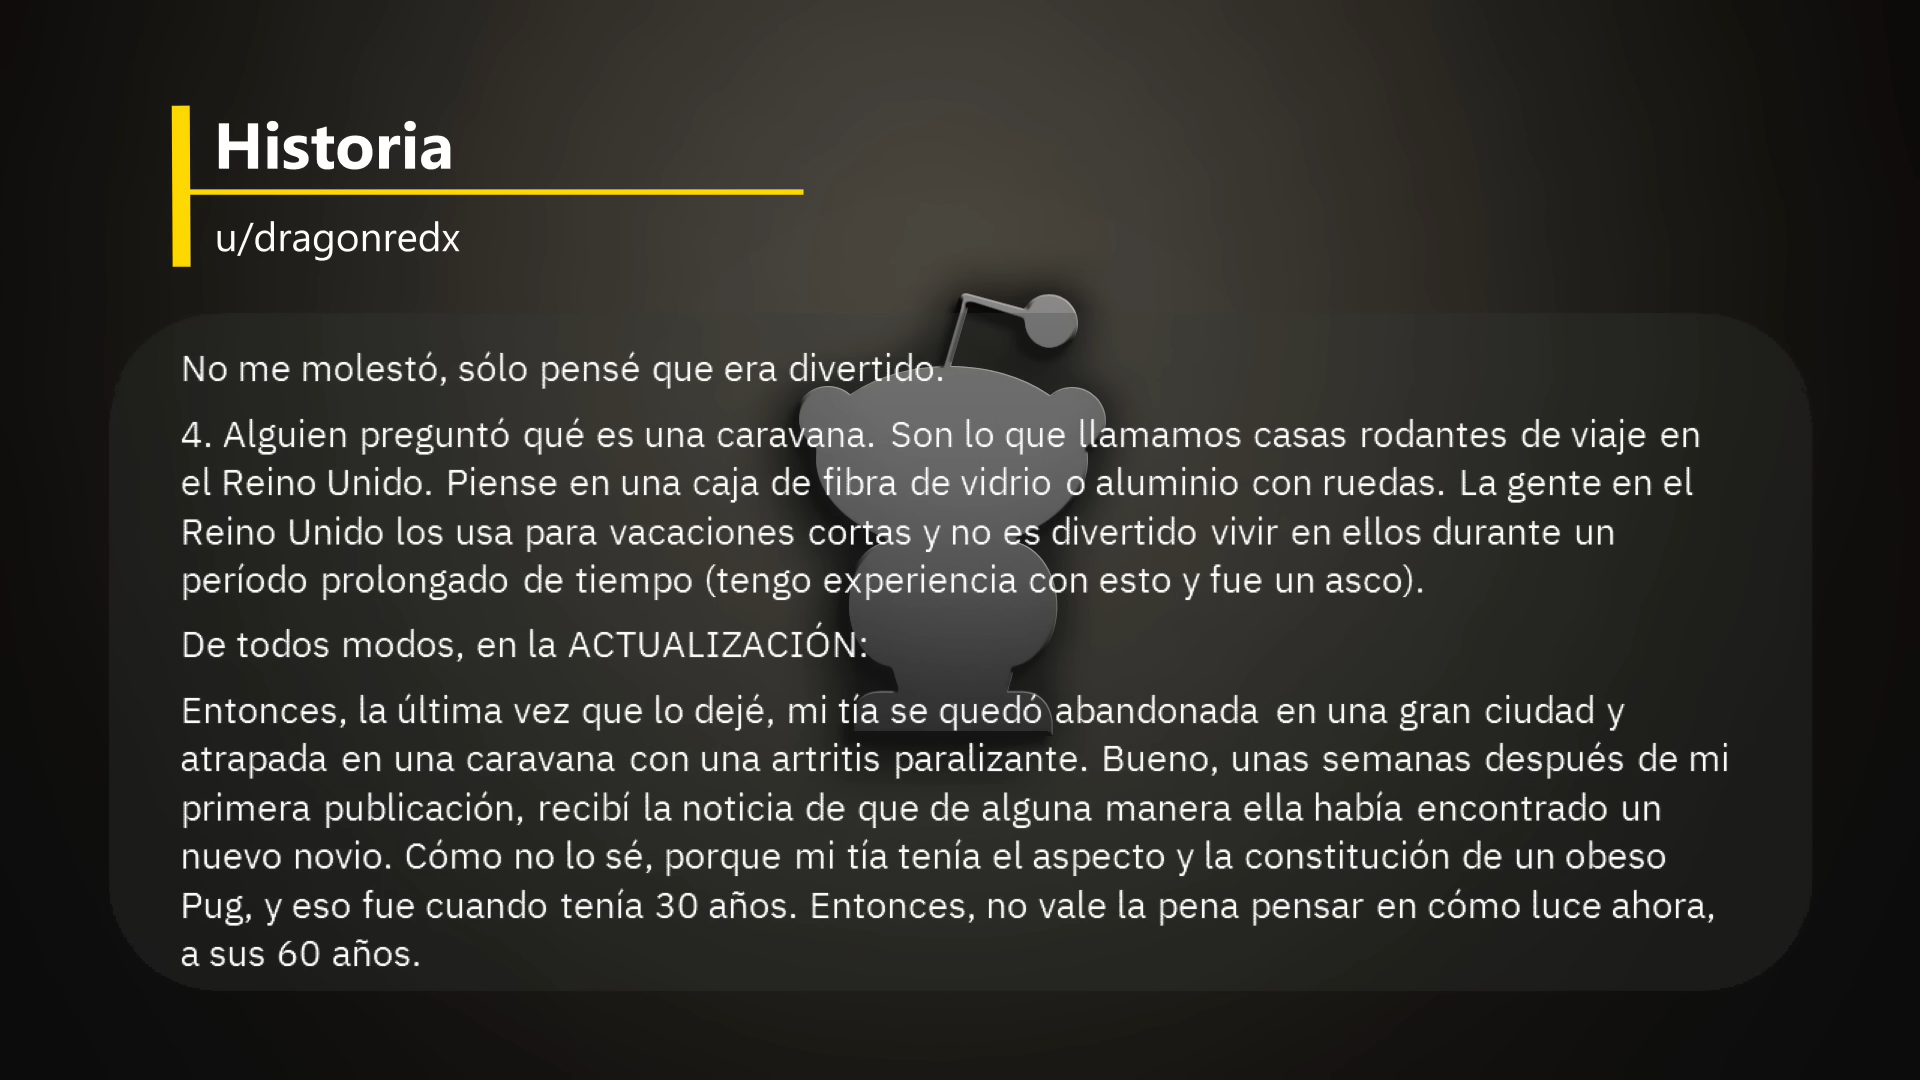 Historia
u/dragonredx
No me molestó, sólo pensé que era divertido.
4. Alguien preguntó qué es una caravana. Son lo que llamamos casas rodantes de viaje en
el Reino Unido. Piense en una caja de fibra de vidrio o aluminio con ruedas. La gente en el
Reino Unido los usa para vacaciones cortas y no es divertido vivir en ellos durante un
período prolongado de tiempo (tengo experiencia con esto y fue un asco).
De todos modos, en la ACTUALIZACIÓN:
Entonces, la última vez que lo dejé, mi tía se quedó abandonada en una gran ciudad y
atrapada en una caravana con una artritis paralizante. Bueno, unas semanas después de mi
primera publicación, recibí la noticia de que de alguna manera ella había encontrado un
nuevo novio. Cómo no lo sé, porque mi tía tenía el aspecto y la constitución de un obeso
Pug, y eso fue cuando tenía 30 años. Entonces, no vale la pena pensar en cómo luce ahora,
a sus 60 años.